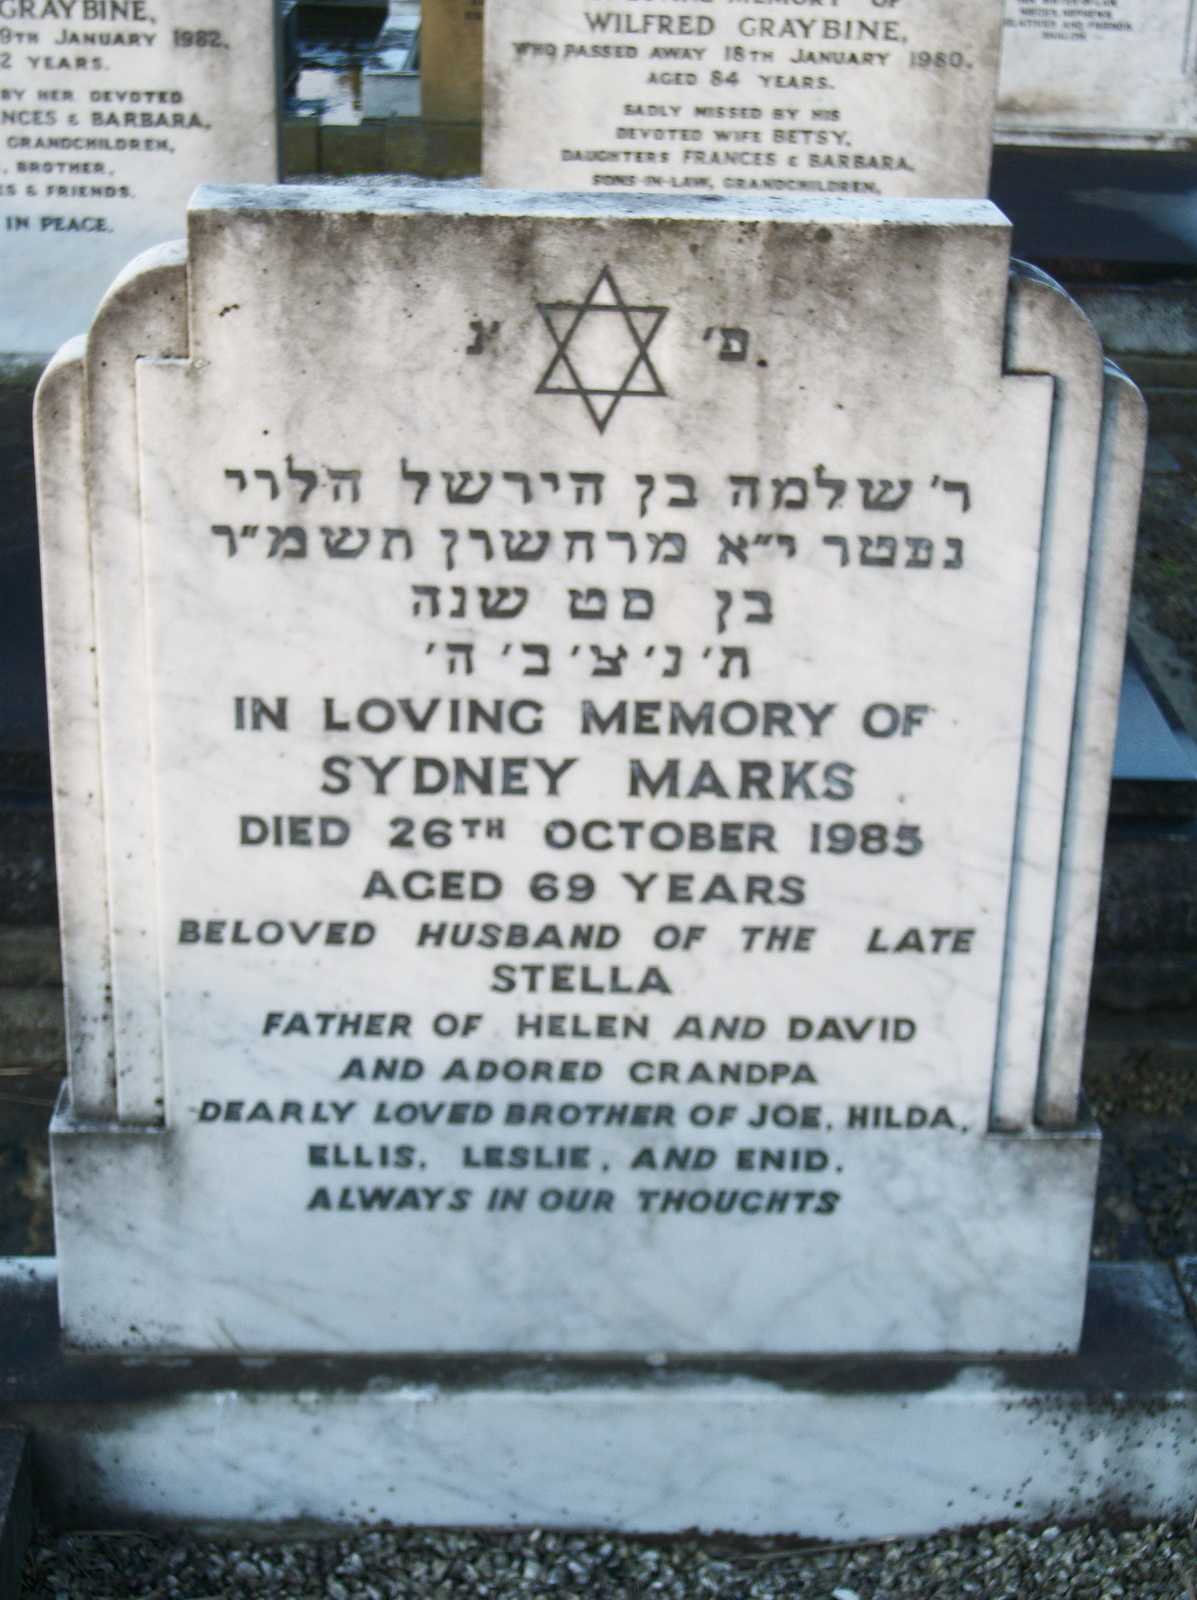 GRAYBINE,
9TH JANUARY 1982.
2 YEARS.
BY HER DEVOTED
NCES & BARBARA,
GRANDCHILDREN,
, BROTHER,
ES & FRIENDS.
IN PEACE.
MEMORY OF
WILFRED GRAYBINE,
WHO PASSED AWAY 18TH JANUARY 1980.
AGED 84 YEARS.
SADLY MISSED BY HIS
DEVOTED WIFE BETSY,
DAUGHTERS FRANCES & BARBARA,
SONS-IN-LAW, GRANDCHILDREN,
פ׳ נ׳
ר׳ שלמה בן הירשל הלוי
נפטר י״א מרחשון תשמ״ו
בן סט שנה
ת׳ נ׳ צ׳ ב׳ ה׳
IN LOVING MEMORY OF
SYDNEY MARKS
DIED 26TH OCTOBER 1985
AGED 69 YEARS
BELOVED HUSBAND OF THE LATE
STELLA
FATHER OF HELEN AND DAVID
AND ADORED GRANDPA
DEARLY LOVED BROTHER OF JOE, HILDA,
ELLIS, LESLIE, AND ENID.
ALWAYS IN OUR THOUGHTS